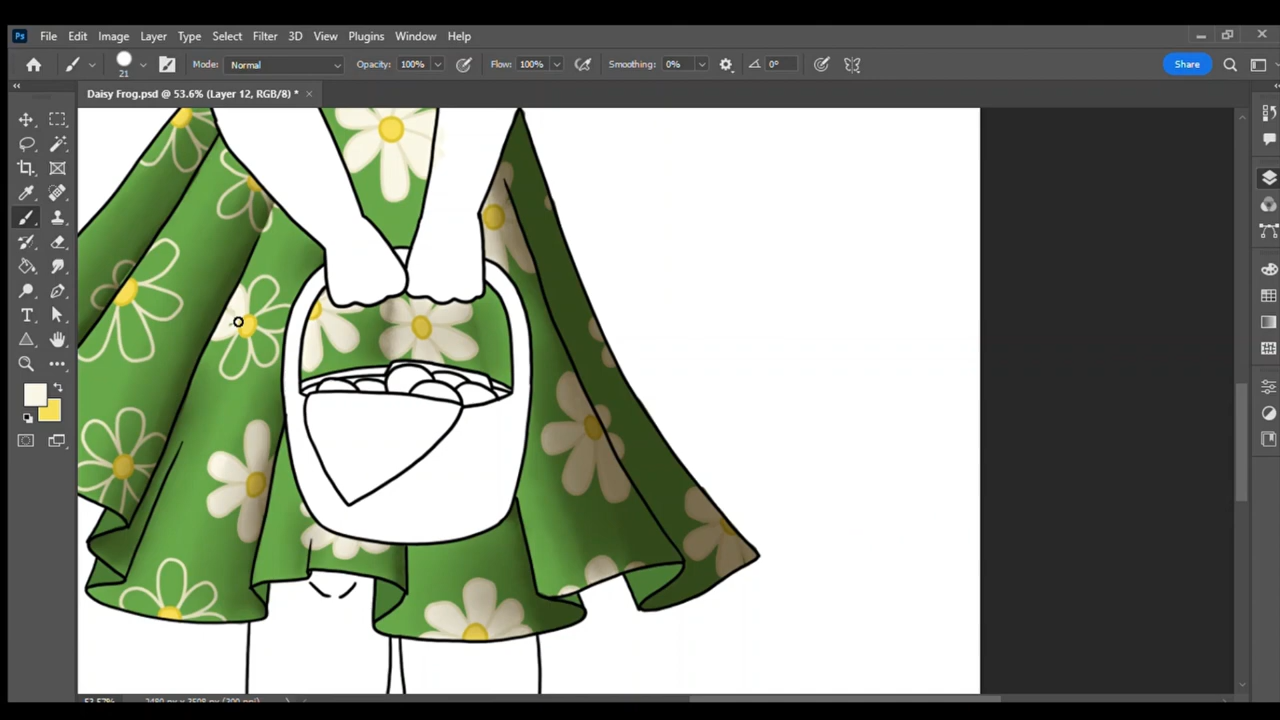 Ps File Edit Image Layer Type Select Filter 3D View Plugins Window Help
21 Mode: Normal Opacity: 100% Flow: 100% Smoothing: 0% 0° Share
Daisy Frog.psd @ 53.6% (Layer 12, RGB/8) * ×